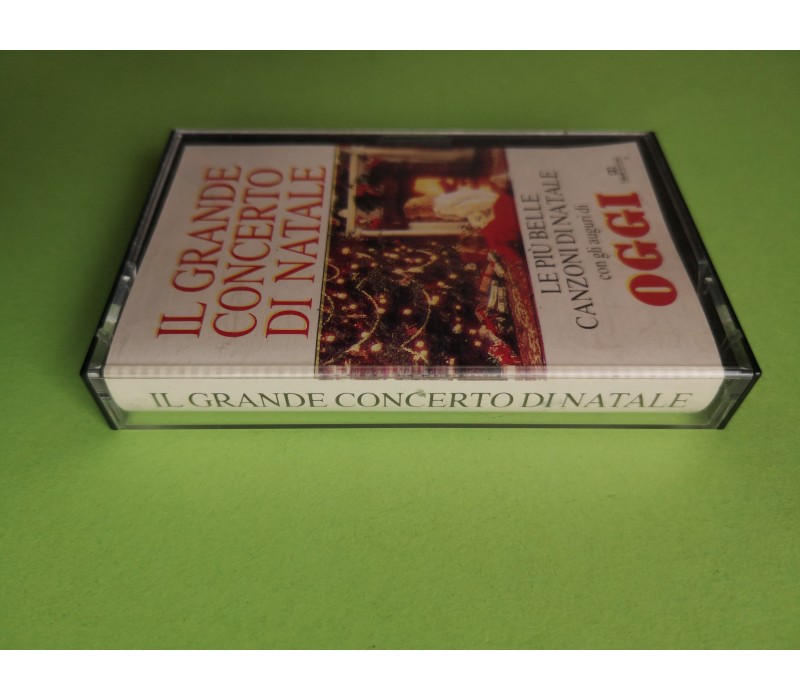 IL GRANDE
CONCERTO
DI NATALE
LE PIÙ BELLE
CANZONI DI NATALE
con gli auguri di
OGGI
IL GRANDE CONCERTO DI NATALE